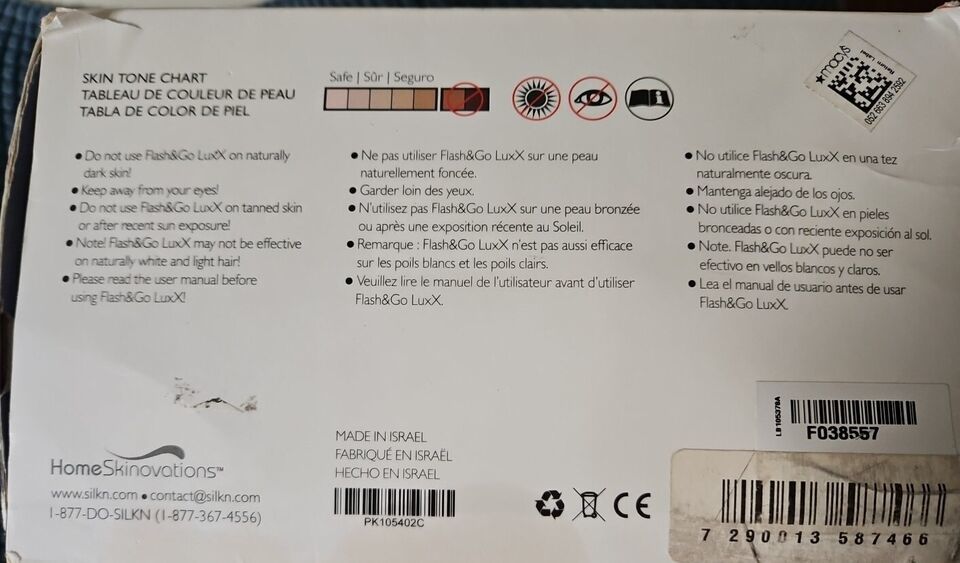 SKIN TONE CHART
TABLEAU DE COULEUR DE PEAU
TABLA DE COLOR DE PIEL
Safe | Sûr | Seguro
★macy's
Return Label
052 663 894 2592
• Do not use Flash&Go LuxX on naturally
dark skin!
• Keep away from your eyes!
• Do not use Flash&Go LuxX on tanned skin
or after recent sun exposure!
• Note! Flash&Go LuxX may not be effective
on naturally white and light hair!
• Please read the user manual before
using Flash&Go LuxX!
• Ne pas utiliser Flash&Go LuxX sur une peau
naturellement foncée.
• Garder loin des yeux.
• N'utilisez pas Flash&Go LuxX sur une peau bronzée
ou après une exposition récente au Soleil.
• Remarque : Flash&Go LuxX n'est pas aussi efficace
sur les poils blancs et les poils clairs.
• Veuillez lire le manuel de l'utilisateur avant d'utiliser
Flash&Go LuxX.
• No utilice Flash&Go LuxX en una tez
naturalmente oscura.
• Mantenga alejado de los ojos.
• No utilice Flash&Go LuxX en pieles
bronceadas o con reciente exposición al sol.
• Note. Flash&Go LuxX puede no ser
efectivo en vellos blancos y claros.
• Lea el manual de usuario antes de usar
Flash&Go LuxX.
HomeSkinovations™
www.silkn.com • contact@silkn.com
1-877-DO-SILKN (1-877-367-4556)
MADE IN ISRAEL
FABRIQUÉ EN ISRAËL
HECHO EN ISRAEL
PK105402C
CE
LB105378A
F038557
7 290013 587466